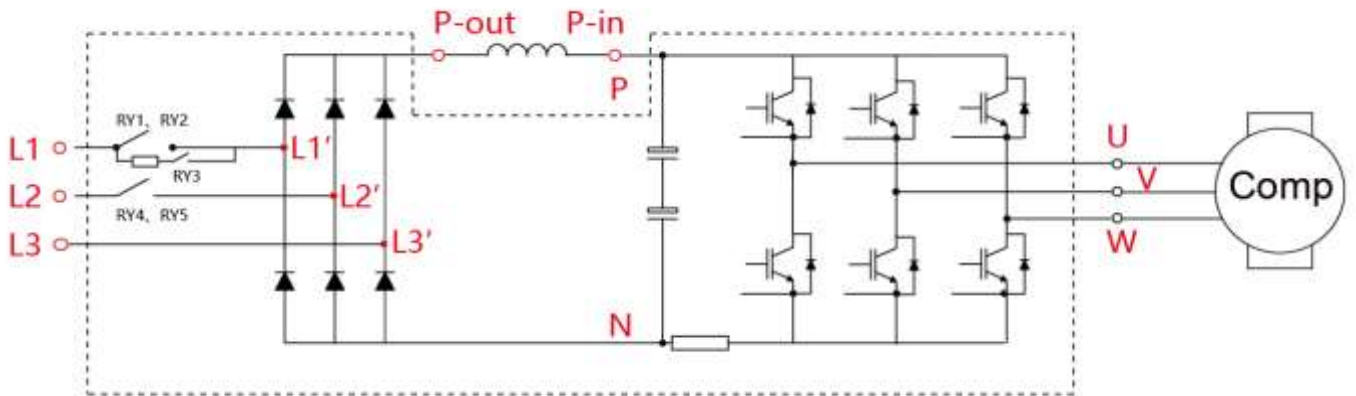 P-out
P-in
P
RY1、RY2
L1
L1'
RY3
L2
L2'
RY4、RY5
L3
L3'
N
U
V
W
Comp